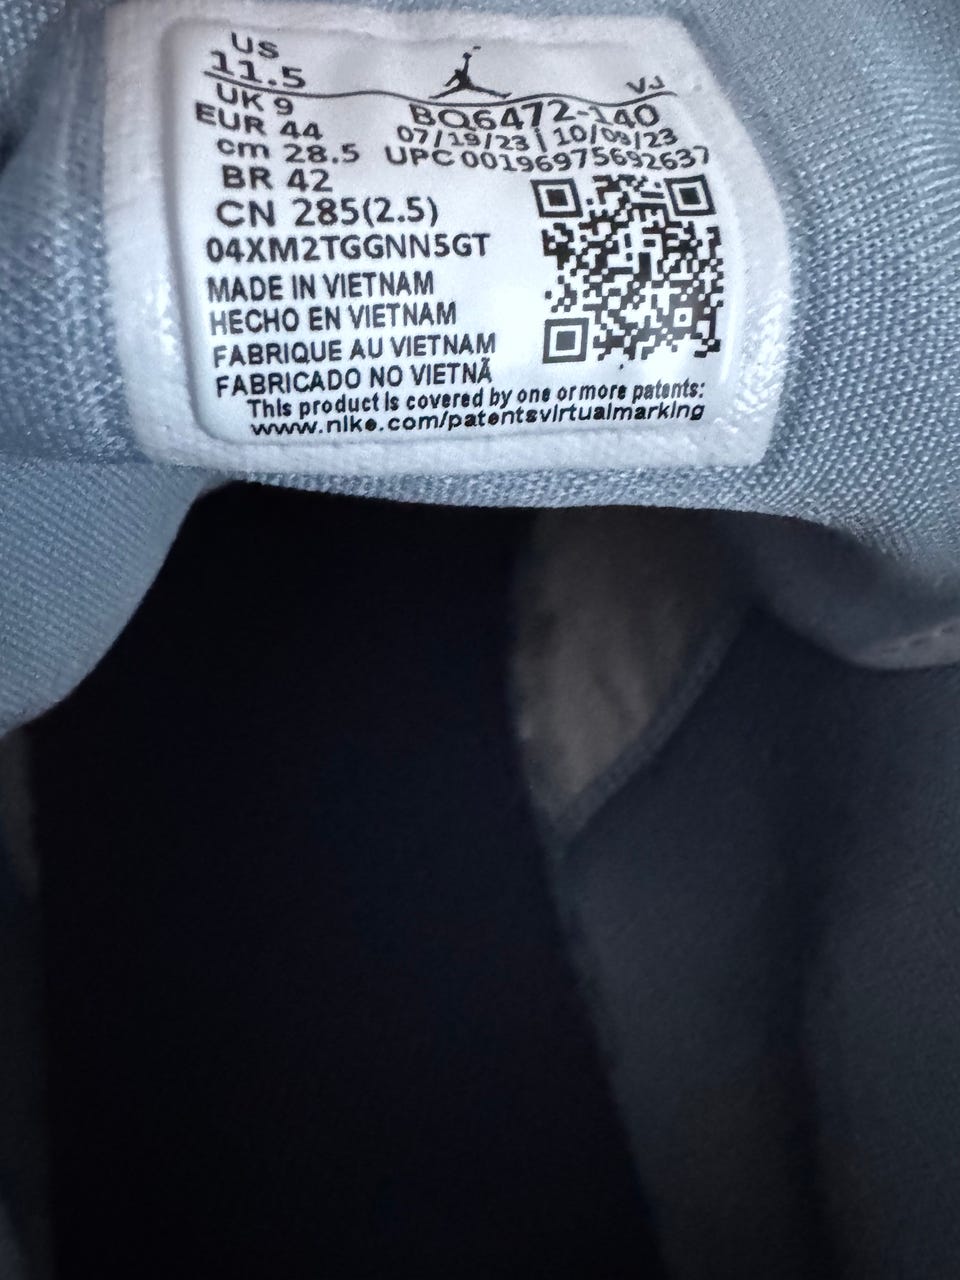 US
11.5
VJ
UK 9
BQ6472-140
EUR 44
07/19/23 | 10/09/23
cm 28.5
UPC 00196975692637
BR 42
CN 285(2.5)
04XM2TGGNN5GT
MADE IN VIETNAM
HECHO EN VIETNAM
FABRIQUE AU VIETNAM
FABRICADO NO VIETNÃ
This product is covered by one or more patents:
www.nike.com/patentsvirtualmarking